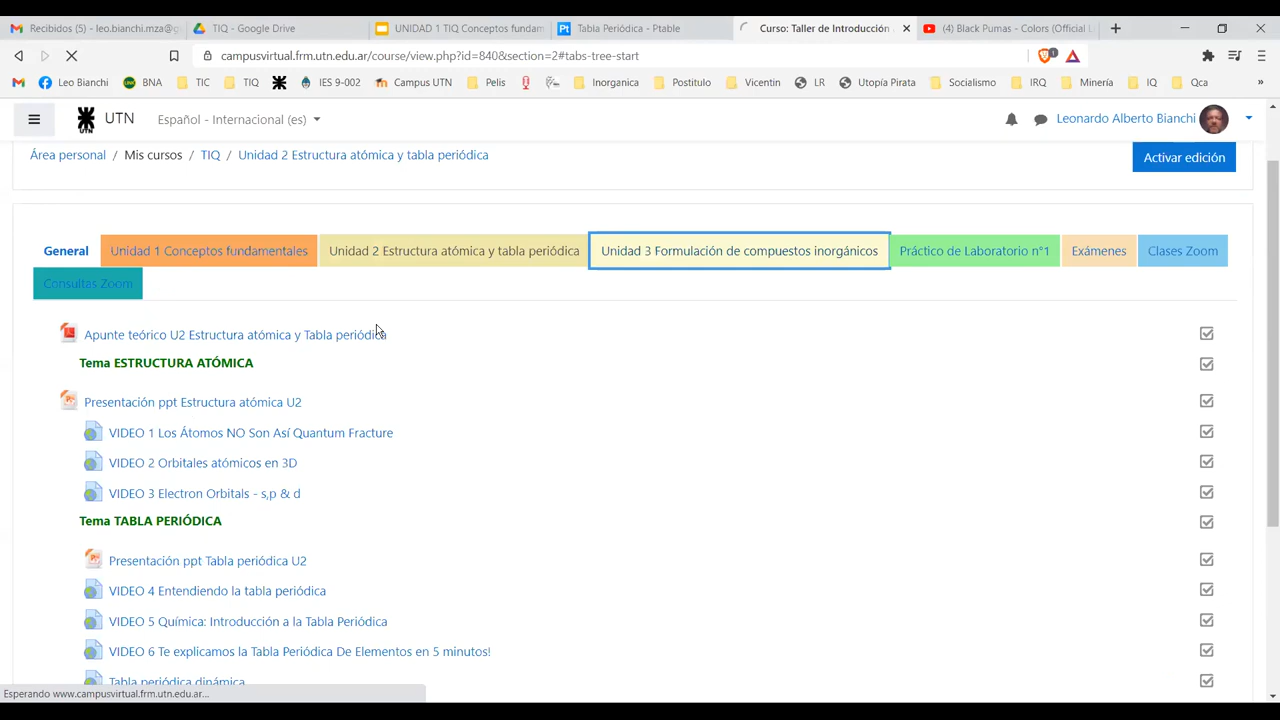 Recibidos (5) - leo.bianchi.mza@g
TIQ - Google Drive
UNIDAD 1 TIQ Conceptos fundam
Pt Tabla Periódica - Ptable
Curso: Taller de Introducción
(4) Black Pumas - Colors (Official L
campusvirtual.frm.utn.edu.ar/course/view.php?id=840&section=2#tabs-tree-start
1
Leo Bianchi
BNA
TIC
TIQ
IES 9-002
Campus UTN
Pelis
Inorganica
Postitulo
Vicentin
LR
Utopía Pirata
Socialismo
IRQ
Minería
IQ
Qca
»
UTN
UTN
Español - Internacional (es)
Leonardo Alberto Bianchi
Área personal / Mis cursos / TIQ / Unidad 2 Estructura atómica y tabla periódica
Activar edición
General
Unidad 1 Conceptos fundamentales
Unidad 2 Estructura atómica y tabla periódica
Unidad 3 Formulación de compuestos inorgánicos
Práctico de Laboratorio n°1
Exámenes
Clases Zoom
Consultas Zoom
Apunte teórico U2 Estructura atómica y Tabla periódica
Tema ESTRUCTURA ATÓMICA
Presentación ppt Estructura atómica U2
VIDEO 1 Los Átomos NO Son Así Quantum Fracture
VIDEO 2 Orbitales atómicos en 3D
VIDEO 3 Electron Orbitals - s,p & d
Tema TABLA PERIÓDICA
Presentación ppt Tabla periódica U2
VIDEO 4 Entendiendo la tabla periódica
VIDEO 5 Química: Introducción a la Tabla Periódica
VIDEO 6 Te explicamos la Tabla Periódica De Elementos en 5 minutos!
Tabla periódica dinámica
Esperando www.campusvirtual.frm.utn.edu.ar...